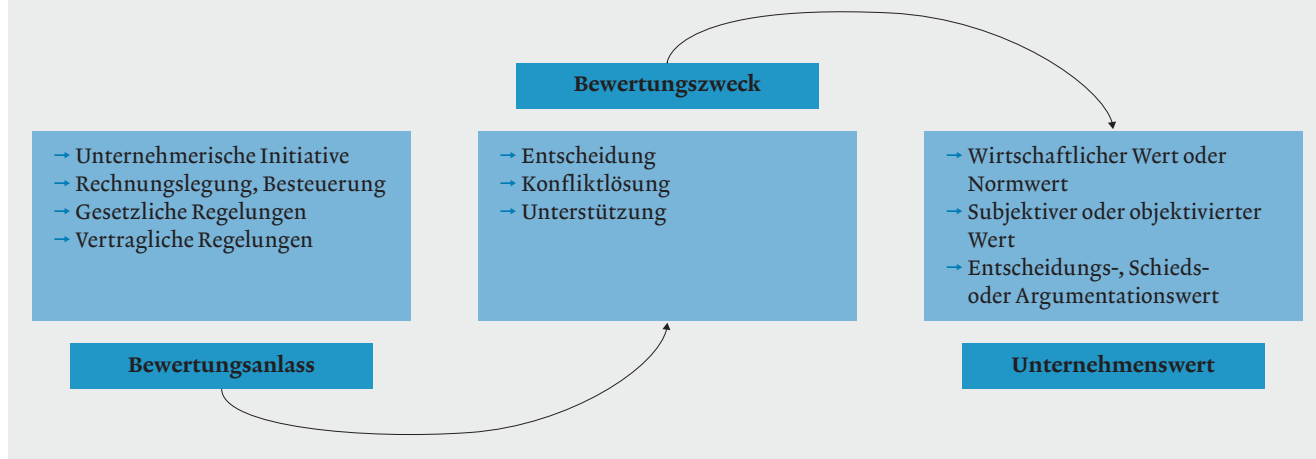 Bewertungszweck
→ Unternehmerische Initiative
→ Rechnungslegung, Besteuerung
→ Gesetzliche Regelungen
→ Vertragliche Regelungen
Bewertungsanlass
→ Entscheidung
→ Konfliktlösung
→ Unterstützung
→ Wirtschaftlicher Wert oder
Normwert
→ Subjektiver oder objektivierter
Wert
→ Entscheidungs-, Schieds-
oder Argumentationswert
Unternehmenswert